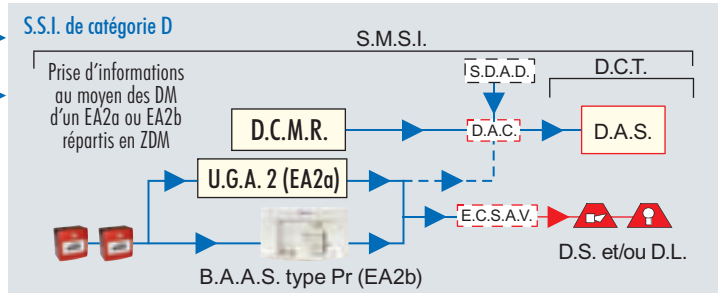 S.S.I. de catégorie D
S.M.S.I.
Prise d'informations
au moyen des DM
d'un EA2a ou EA2b
répartis en ZDM
S.D.A.D.
D.C.T.
D.C.M.R.
D.A.C.
D.A.S.
U.G.A. 2 (EA2a)
E.C.S.A.V.
B.A.A.S. type Pr (EA2b)
D.S. et/ou D.L.